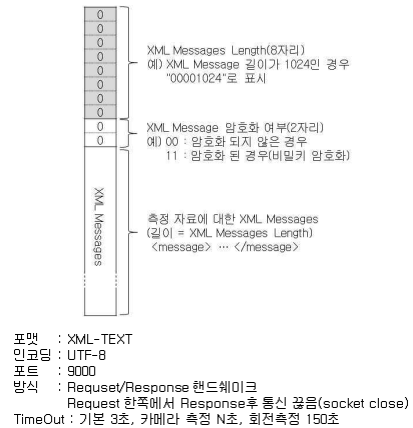 0
0
0
0
0
0
0
0
XML Messages Length(8자리)
예) XML Message 길이가 1024인 경우
"00001024"로 표시
0
0
XML Message 암호화 여부(2자리)
예) 00 : 암호화 되지 않은 경우
11 : 암호화 된 경우(비밀키 암호화)
XML Messages
측정 자료에 대한 XML Messages
(길이 = XML Messages Length)
<message> … </message>
포맷 : XML-TEXT
인코딩 : UTF-8
포트 : 9000
방식 : Requset/Response 핸드쉐이크
Request 한쪽에서 Response후 통신 끊음(socket close)
TimeOut : 기본 3초, 카메라 측정 N초, 회전측정 150초